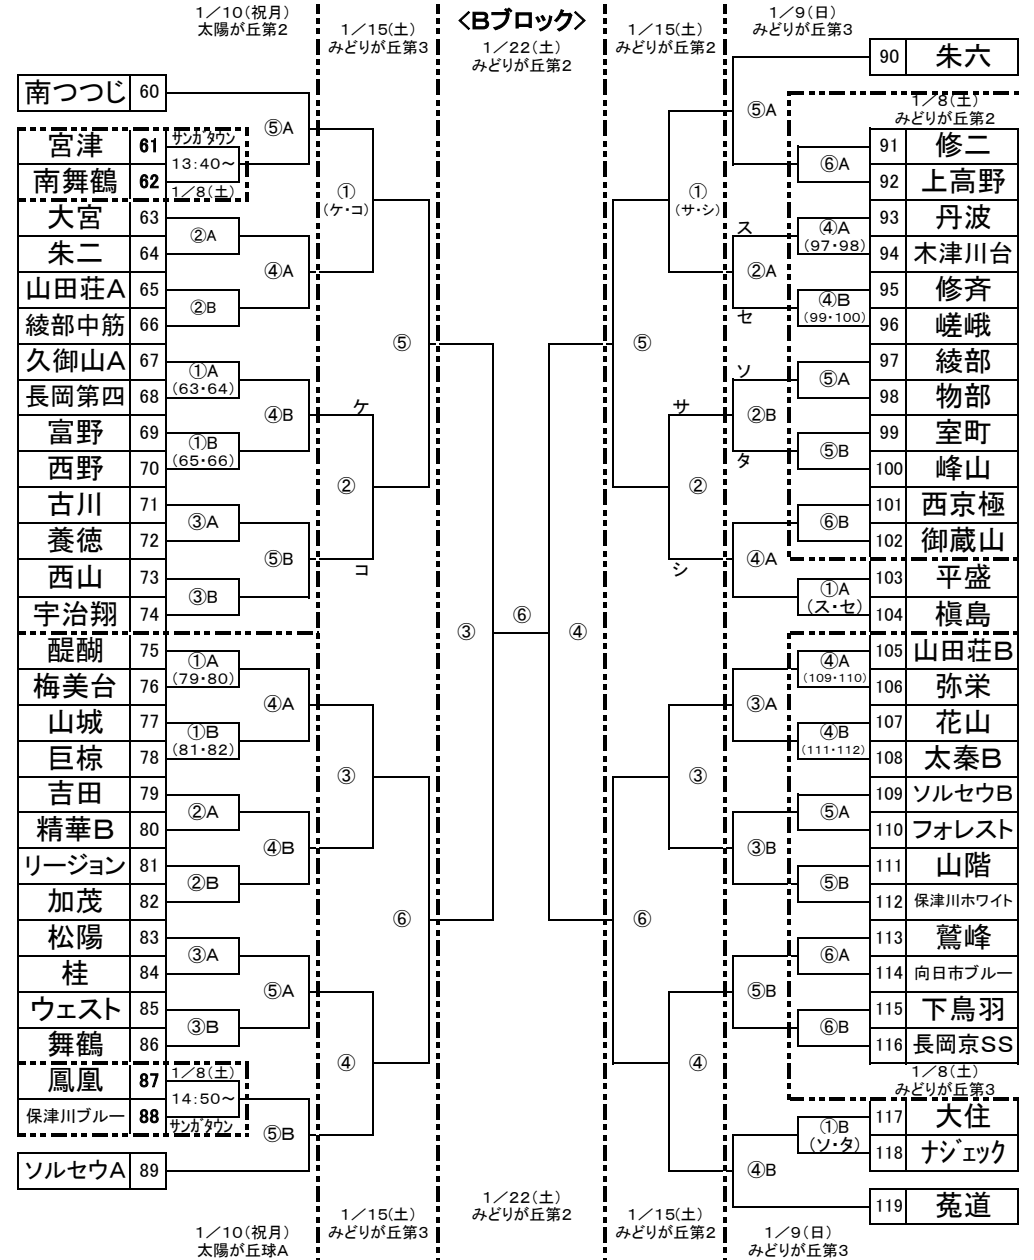 1/10(祝月)
太陽が丘第2
1/15(土)
みどりが丘第3
<Bブロック>
1/22(土)
みどりが丘第2
1/15(土)
みどりが丘第2
1/9(日)
みどりが丘第3
南つつじ 60
宮津 61
南舞鶴 62
サンガタウン
13:40~
1/8(土)
大宮 63
朱二 64
山田荘A 65
綾部中筋 66
久御山A 67
長岡第四 68
富野 69
西野 70
古川 71
養徳 72
西山 73
宇治翔 74
醍醐 75
梅美台 76
山城 77
巨椋 78
吉田 79
精華B 80
リージョン 81
加茂 82
松陽 83
桂 84
ウェスト 85
舞鶴 86
鳳凰 87
保津川ブルー 88
1/8(土)
14:50~
サンガタウン
ソルセウA 89
②A
②B
①A
(63・64)
①B
(65・66)
③A
③B
①A
(79・80)
①B
(81・82)
②A
②B
③A
③B
⑤A
④A
④B
⑤B
④A
④B
⑤A
⑤B
①
(ケ・コ)
ケ
②
コ
③
④
⑤
⑥
③
⑥
④
⑤
⑥
①
(サ・シ)
サ
②
シ
③
④
⑤A
ス
②A
セ
ソ
②B
タ
④A
③A
③B
⑤B
④B
⑥A
④A
(97・98)
④B
(99・100)
⑤A
⑤B
⑥B
①A
(ス・セ)
④A
(109・110)
④B
(111・112)
⑤A
⑤B
⑥A
⑥B
①B
(ソ・タ)
90 朱六
1/8(土)
みどりが丘第2
91 修二
92 上高野
93 丹波
94 木津川台
95 修斉
96 嵯峨
97 綾部
98 物部
99 室町
100 峰山
101 西京極
102 御蔵山
103 平盛
104 槇島
105 山田荘B
106 弥栄
107 花山
108 太秦B
109 ソルセウB
110 フォレスト
111 山階
112 保津川ホワイト
113 鷲峰
114 向日市ブルー
115 下鳥羽
116 長岡京SS
1/8(土)
みどりが丘第3
117 大住
118 ナジェック
119 菟道
1/10(祝月)
太陽が丘球A
1/15(土)
みどりが丘第3
1/22(土)
みどりが丘第2
1/15(土)
みどりが丘第2
1/9(日)
みどりが丘第3